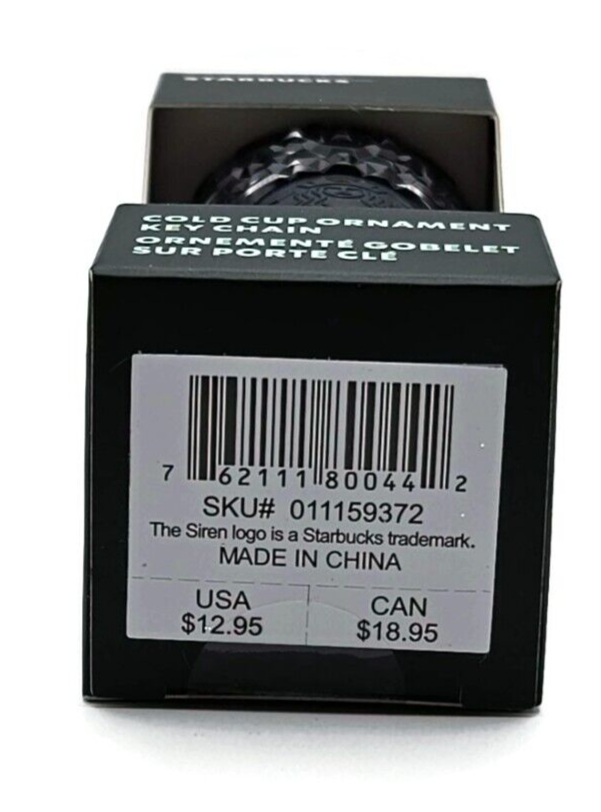 STARBUCKS™
COLD CUP ORNAMENT
KEY CHAIN
ORNEMENTÉ GOBELET
SUR PORTE CLÉ
7 62111 80044 2
SKU# 011159372
The Siren logo is a Starbucks trademark.
MADE IN CHINA
USA CAN
$12.95 $18.95